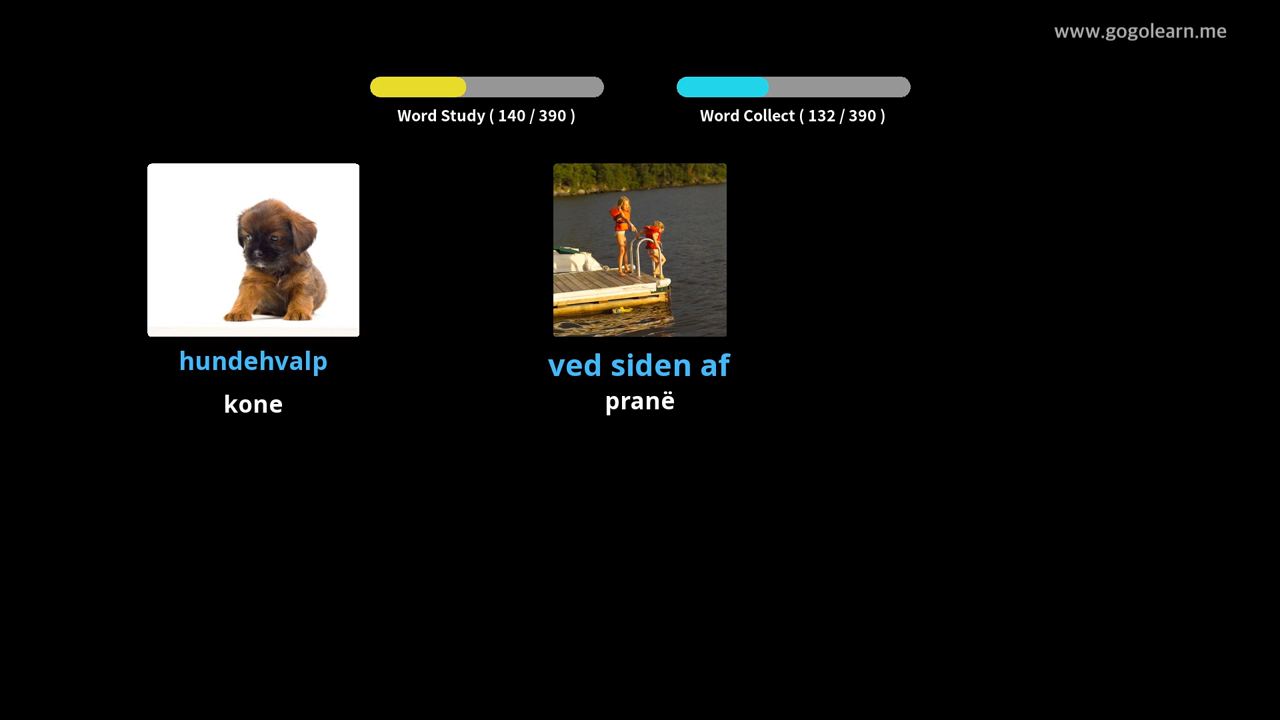 www.gogolearn.me
Word Study ( 140 / 390 )
Word Collect ( 132 / 390 )
hundehvalp
kone
ved siden af
pranë